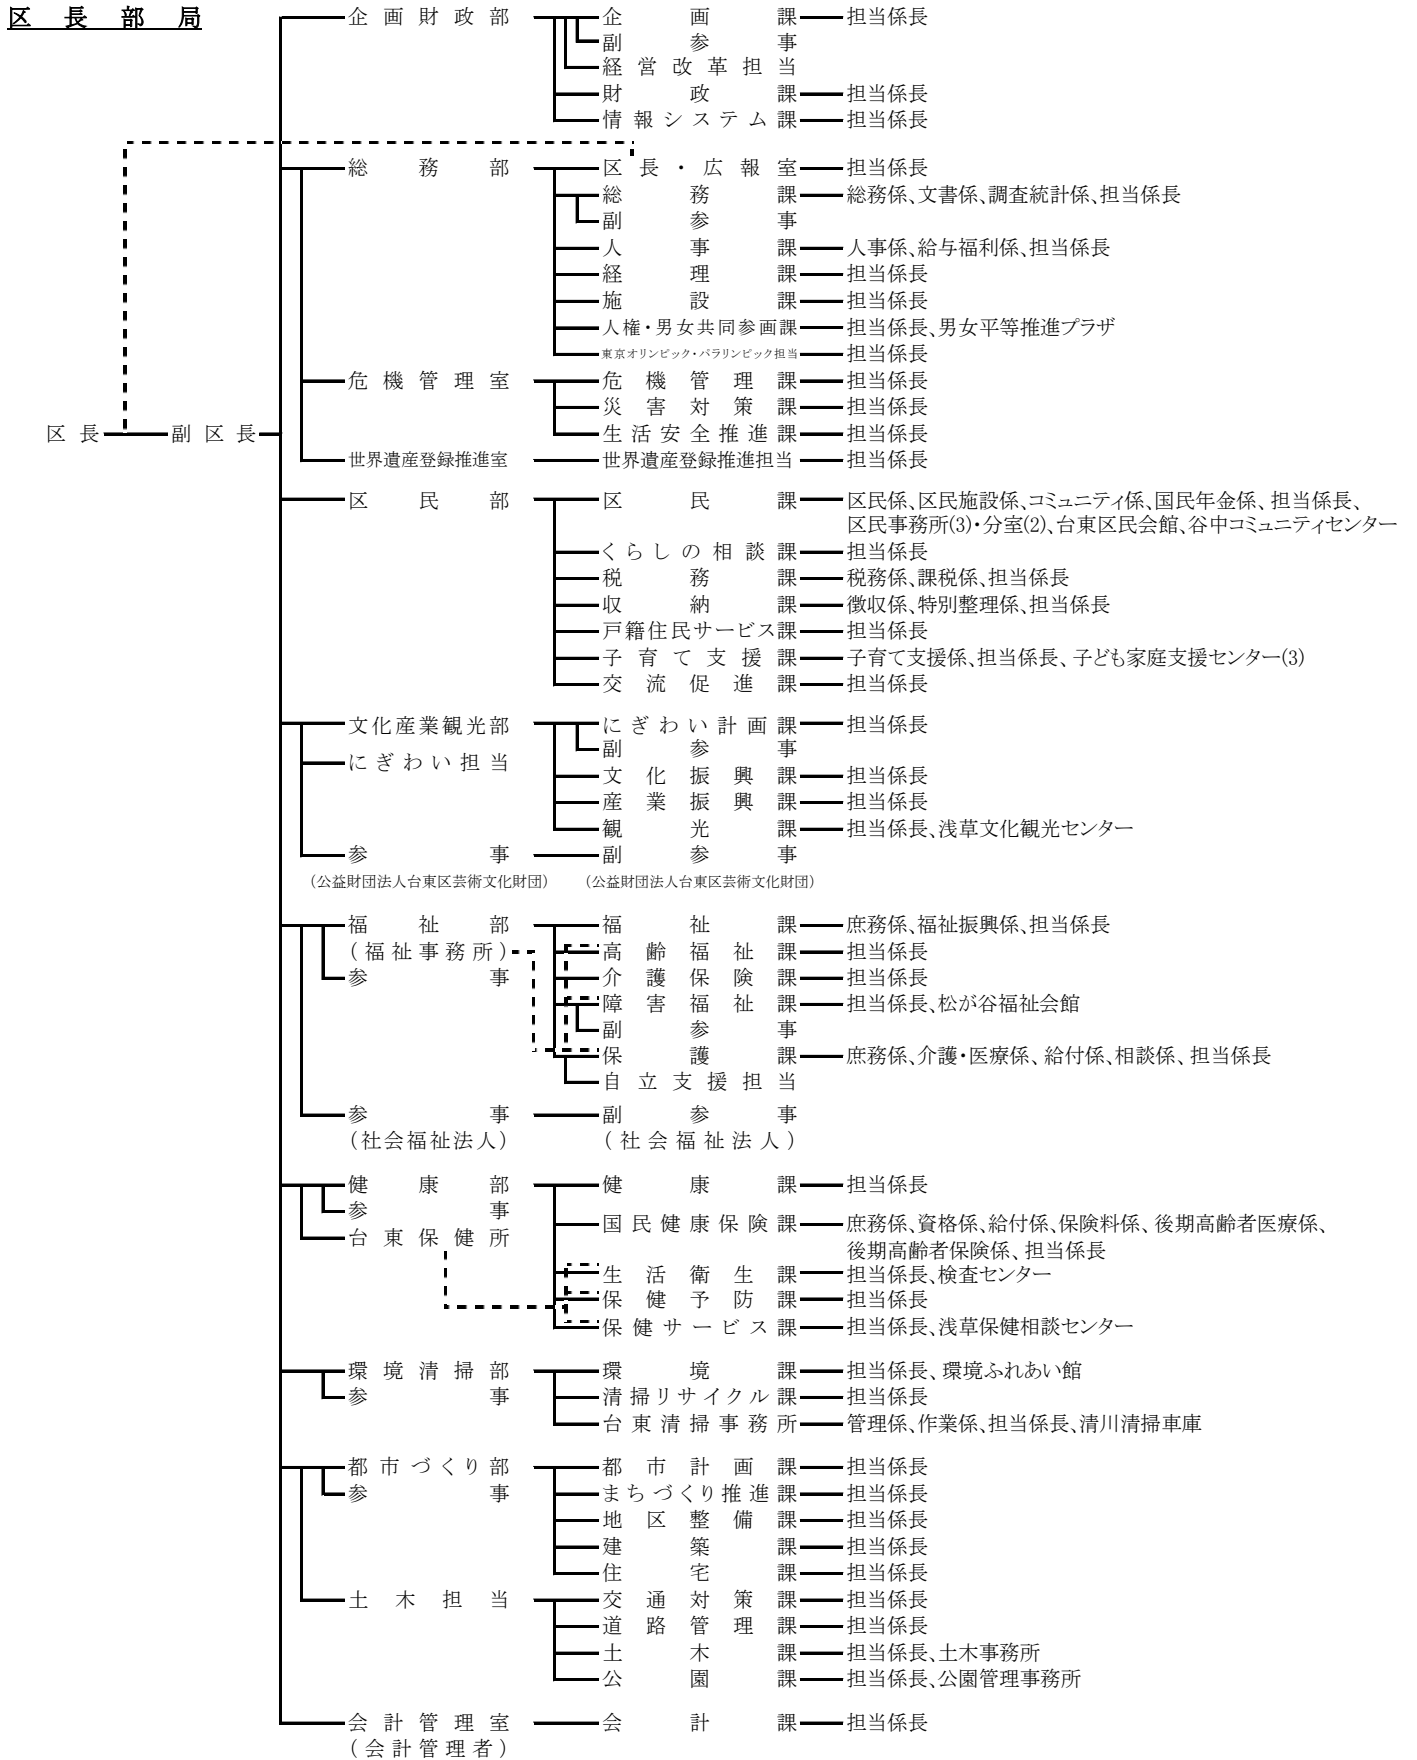 区長部局
企画財政部 企画課 担当係長
副参事
経営改革担当
財政課 担当係長
情報システム課 担当係長
総務部 区長・広報室 担当係長
総務課 総務係、文書係、調査統計係、担当係長
副参事
人事課 人事係、給与福利係、担当係長
経理課 担当係長
施設課 担当係長
人権・男女共同参画課 担当係長、男女平等推進プラザ
東京オリンピック・パラリンピック担当 担当係長
危機管理室 危機管理課 担当係長
災害対策課 担当係長
区長 副区長 生活安全推進課 担当係長
世界遺産登録推進室 世界遺産登録推進担当 担当係長
区民部 区民課 区民係、区民施設係、コミュニティ係、国民年金係、担当係長、
区民事務所(3)・分室(2)、台東区民会館、谷中コミュニティセンター
くらしの相談課 担当係長
税務課 税務係、課税係、担当係長
収納課 徴収係、特別整理係、担当係長
戸籍住民サービス課 担当係長
子育て支援課 子育て支援係、担当係長、子ども家庭支援センター(3)
交流促進課 担当係長
文化産業観光部 にぎわい計画課 担当係長
副参事
にぎわい担当
文化振興課 担当係長
産業振興課 担当係長
観光課 担当係長、浅草文化観光センター
参事 副参事
(公益財団法人台東区芸術文化財団) (公益財団法人台東区芸術文化財団)
福祉部 福祉課 庶務係、福祉振興係、担当係長
(福祉事務所) 高齢福祉課 担当係長
参事 介護保険課 担当係長
障害福祉課 担当係長、松が谷福祉会館
副参事
保護課 庶務係、介護・医療係、給付係、相談係、担当係長
自立支援担当
参事 副参事
(社会福祉法人) (社会福祉法人)
健康部 健康課 担当係長
参事
台東保健所 国民健康保険課 庶務係、資格係、給付係、保険料係、後期高齢者医療係、
後期高齢者保険係、担当係長
生活衛生課 担当係長、検査センター
保健予防課 担当係長
保健サービス課 担当係長、浅草保健相談センター
環境清掃部 環境課 担当係長、環境ふれあい館
参事 清掃リサイクル課 担当係長
台東清掃事務所 管理係、作業係、担当係長、清川清掃車庫
都市づくり部 都市計画課 担当係長
参事 まちづくり推進課 担当係長
地区整備課 担当係長
建築課 担当係長
住宅課 担当係長
土木担当 交通対策課 担当係長
道路管理課 担当係長
土木課 担当係長、土木事務所
公園課 担当係長、公園管理事務所
会計管理室 会計課 担当係長
(会計管理者)